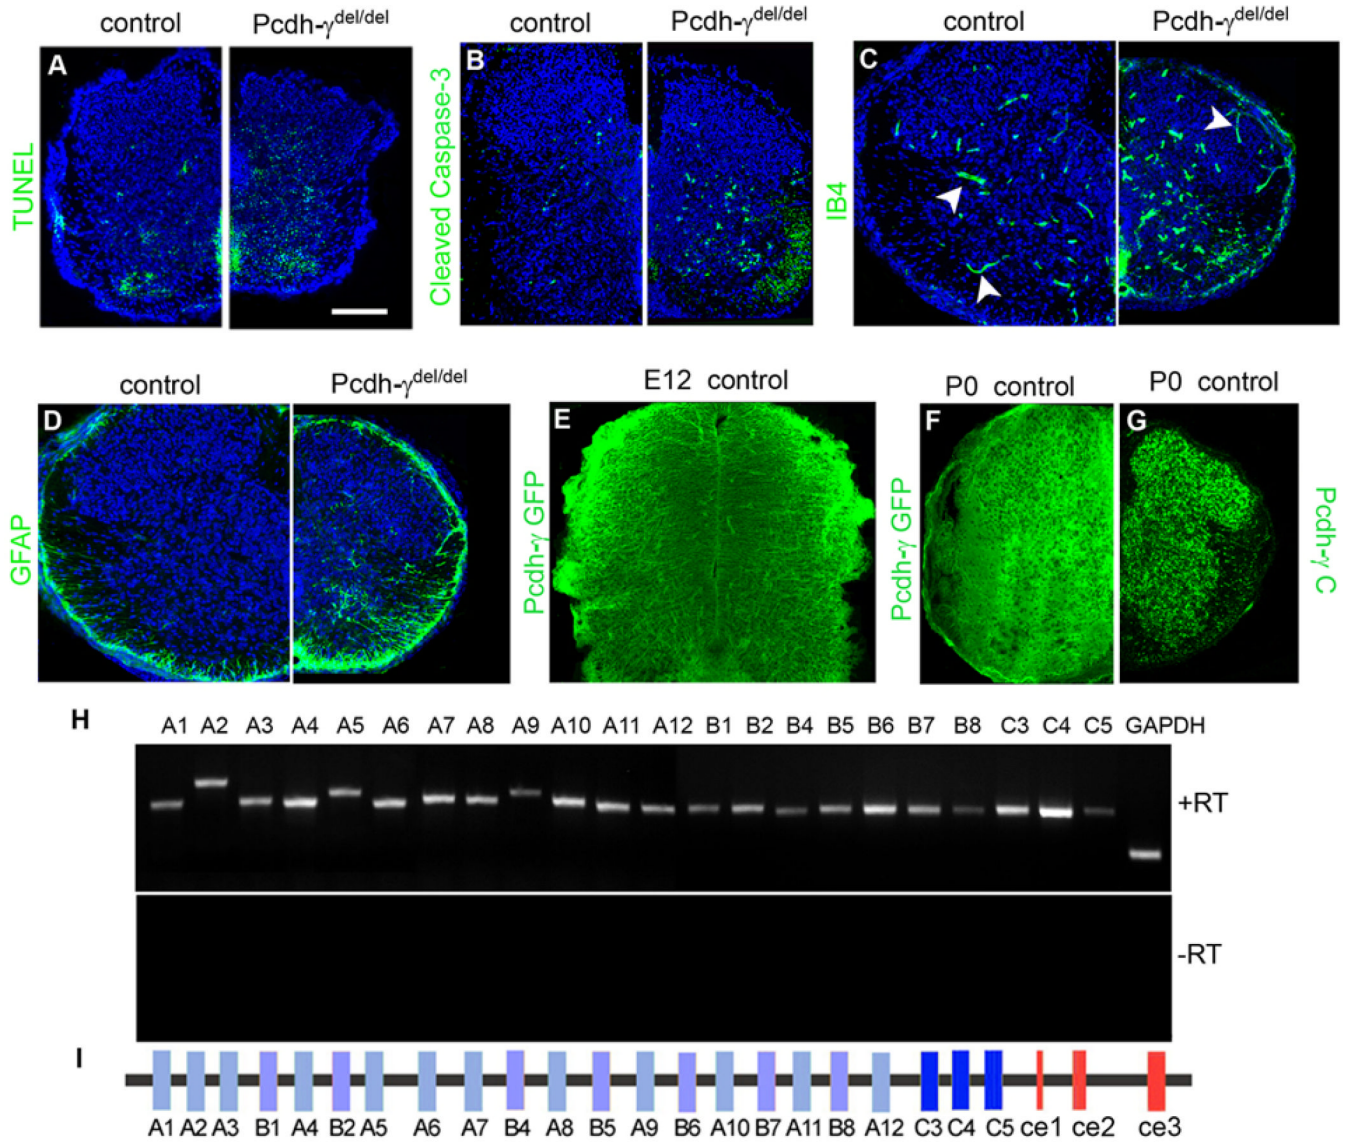 control Pcdh-γdel/del control Pcdh-γdel/del control Pcdh-γdel/del
A B C
TUNEL
Cleaved Caspase-3
IB4
control Pcdh-γdel/del E12 control P0 control P0 control
D E F G
GFAP
Pcdh-γ GFP
Pcdh-γ GFP
Pcdh-γ C
H A1 A2 A3 A4 A5 A6 A7 A8 A9 A10 A11 A12 B1 B2 B4 B5 B6 B7 B8 C3 C4 C5 GAPDH
+RT
-RT
I
A1 A2 A3 B1 A4 B2 A5 A6 A7 B4 A8 B5 A9 B6 A10 B7 A11 B8 A12 C3 C4 C5 ce1 ce2 ce3